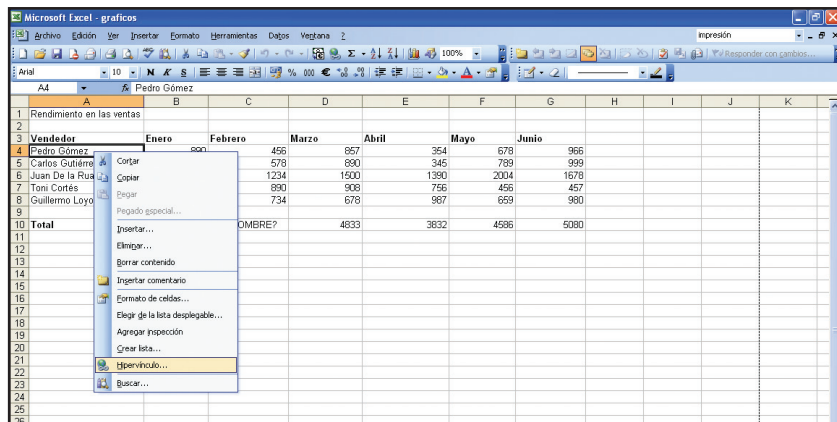 Microsoft Excel - graficos
Archivo Edición Ver Insertar Formato Herramientas Datos Ventana ? impresión
Arial 10 N K S % 000 € 100% Responder con cambios...
A4 fx Pedro Gómez
A B C D E F G H I J K
1 Rendimiento en las ventas
2
3 Vendedor Enero Febrero Marzo Abril Mayo Junio
4 Pedro Gómez 890 456 857 354 678 966
5 Carlos Gutiérre 578 890 345 789 999
6 Juan De la Rua 1234 1500 1390 2004 1678
7 Toni Cortés 890 908 756 456 457
8 Guillermo Loyo 734 678 987 659 980
9
10 Total OMBRE? 4833 3832 4586 5080
11
12
13
14
15
16
17
18
19
20
21
22
23
24
25
26
Cortar
Copiar
Pegar
Pegado especial...
Insertar...
Eliminar...
Borrar contenido
Insertar comentario
Formato de celdas...
Elegir de la lista desplegable...
Agregar inspección
Crear lista...
Hipervínculo...
Buscar...